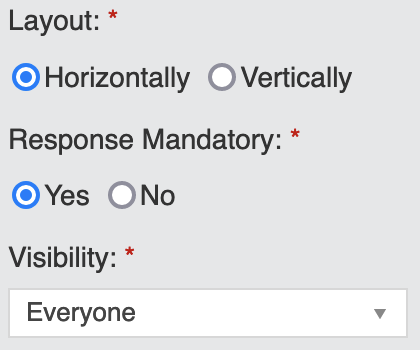 Layout: *
Horizontally Vertically
Response Mandatory: *
Yes No
Visibility: *
Everyone